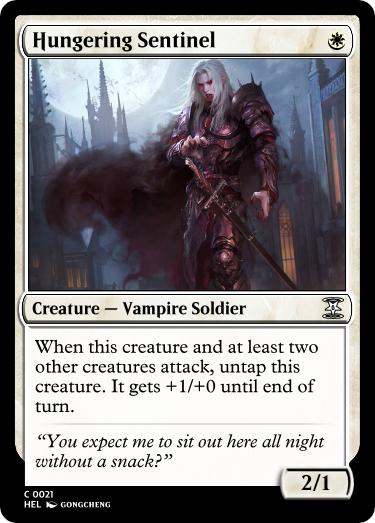 Hungering Sentinel
Creature — Vampire Soldier
When this creature and at least two
other creatures attack, untap this
creature. It gets +1/+0 until end of
turn.
“You expect me to sit out here all night
without a snack?”
2/1
C 0021
HEL GONGCHENG